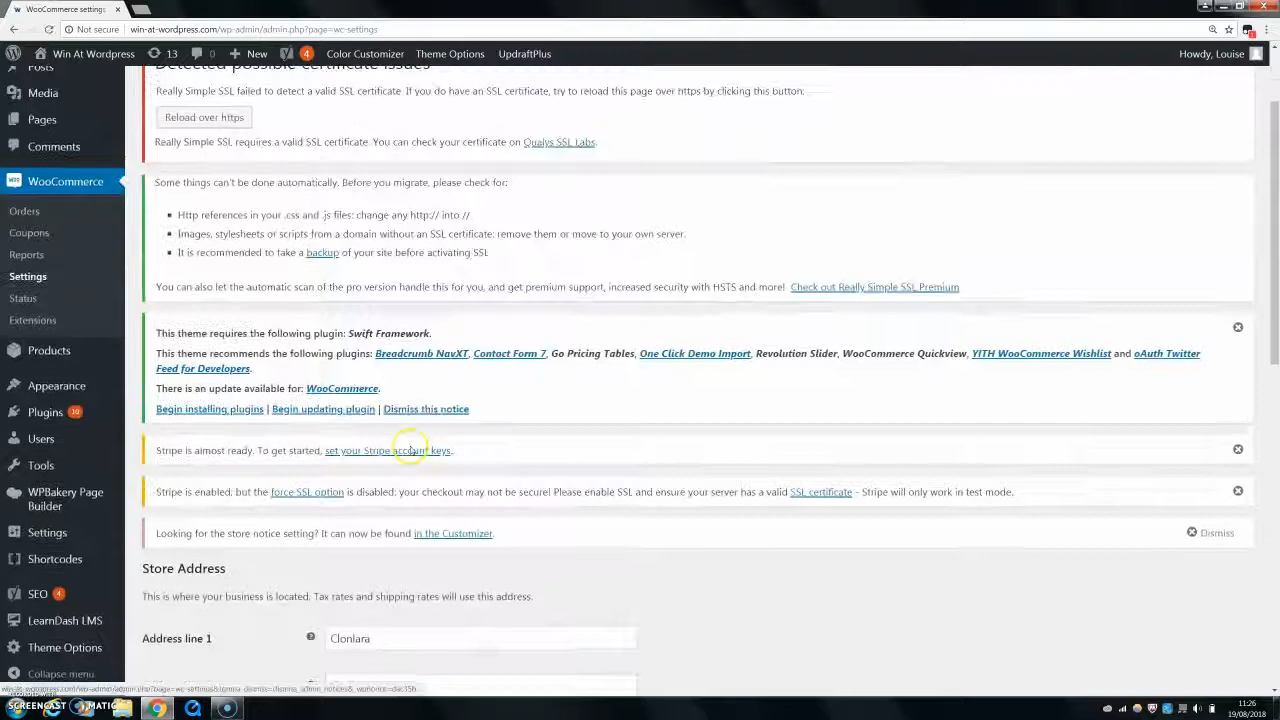 WooCommerce settings
Not secure | win-at-wordpress.com/wp-admin/admin.php?page=wc-settings
Win At Wordpress 13 0 New 4 Color Customizer Theme Options UpdraftPlus Howdy, Louise
Posts
Media
Pages
Comments
WooCommerce
Orders
Coupons
Reports
Settings
Status
Extensions
Products
Appearance
Plugins 10
Users
Tools
WPBakery Page
Builder
Settings
Shortcodes
SEO 4
LearnDash LMS
Theme Options
Collapse menu
Detected possible certificate issues
Really Simple SSL failed to detect a valid SSL certificate. If you do have an SSL certificate, try to reload this page over https by clicking this button:
Reload over https
Really Simple SSL requires a valid SSL certificate. You can check your certificate on Qualys SSL Labs.
Some things can't be done automatically. Before you migrate, please check for:
Http references in your .css and .js files: change any http:// into //
Images, stylesheets or scripts from a domain without an SSL certificate: remove them or move to your own server.
It is recommended to take a backup of your site before activating SSL
You can also let the automatic scan of the pro version handle this for you, and get premium support, increased security with HSTS and more! Check out Really Simple SSL Premium
This theme requires the following plugin: Swift Framework.
This theme recommends the following plugins: Breadcrumb NavXT, Contact Form 7, Go Pricing Tables, One Click Demo Import, Revolution Slider, WooCommerce Quickview, YITH WooCommerce Wishlist and oAuth Twitter
Feed for Developers.
There is an update available for: WooCommerce.
Begin installing plugins | Begin updating plugin | Dismiss this notice
Stripe is almost ready. To get started, set your Stripe account keys.
Stripe is enabled, but the force SSL option is disabled; your checkout may not be secure! Please enable SSL and ensure your server has a valid SSL certificate - Stripe will only work in test mode.
Looking for the store notice setting? It can now be found in the Customizer.
Dismiss
Store Address
This is where your business is located. Tax rates and shipping rates will use this address.
Address line 1
Clonlara
SCREENCAST MATIC
11:26
19/08/2018